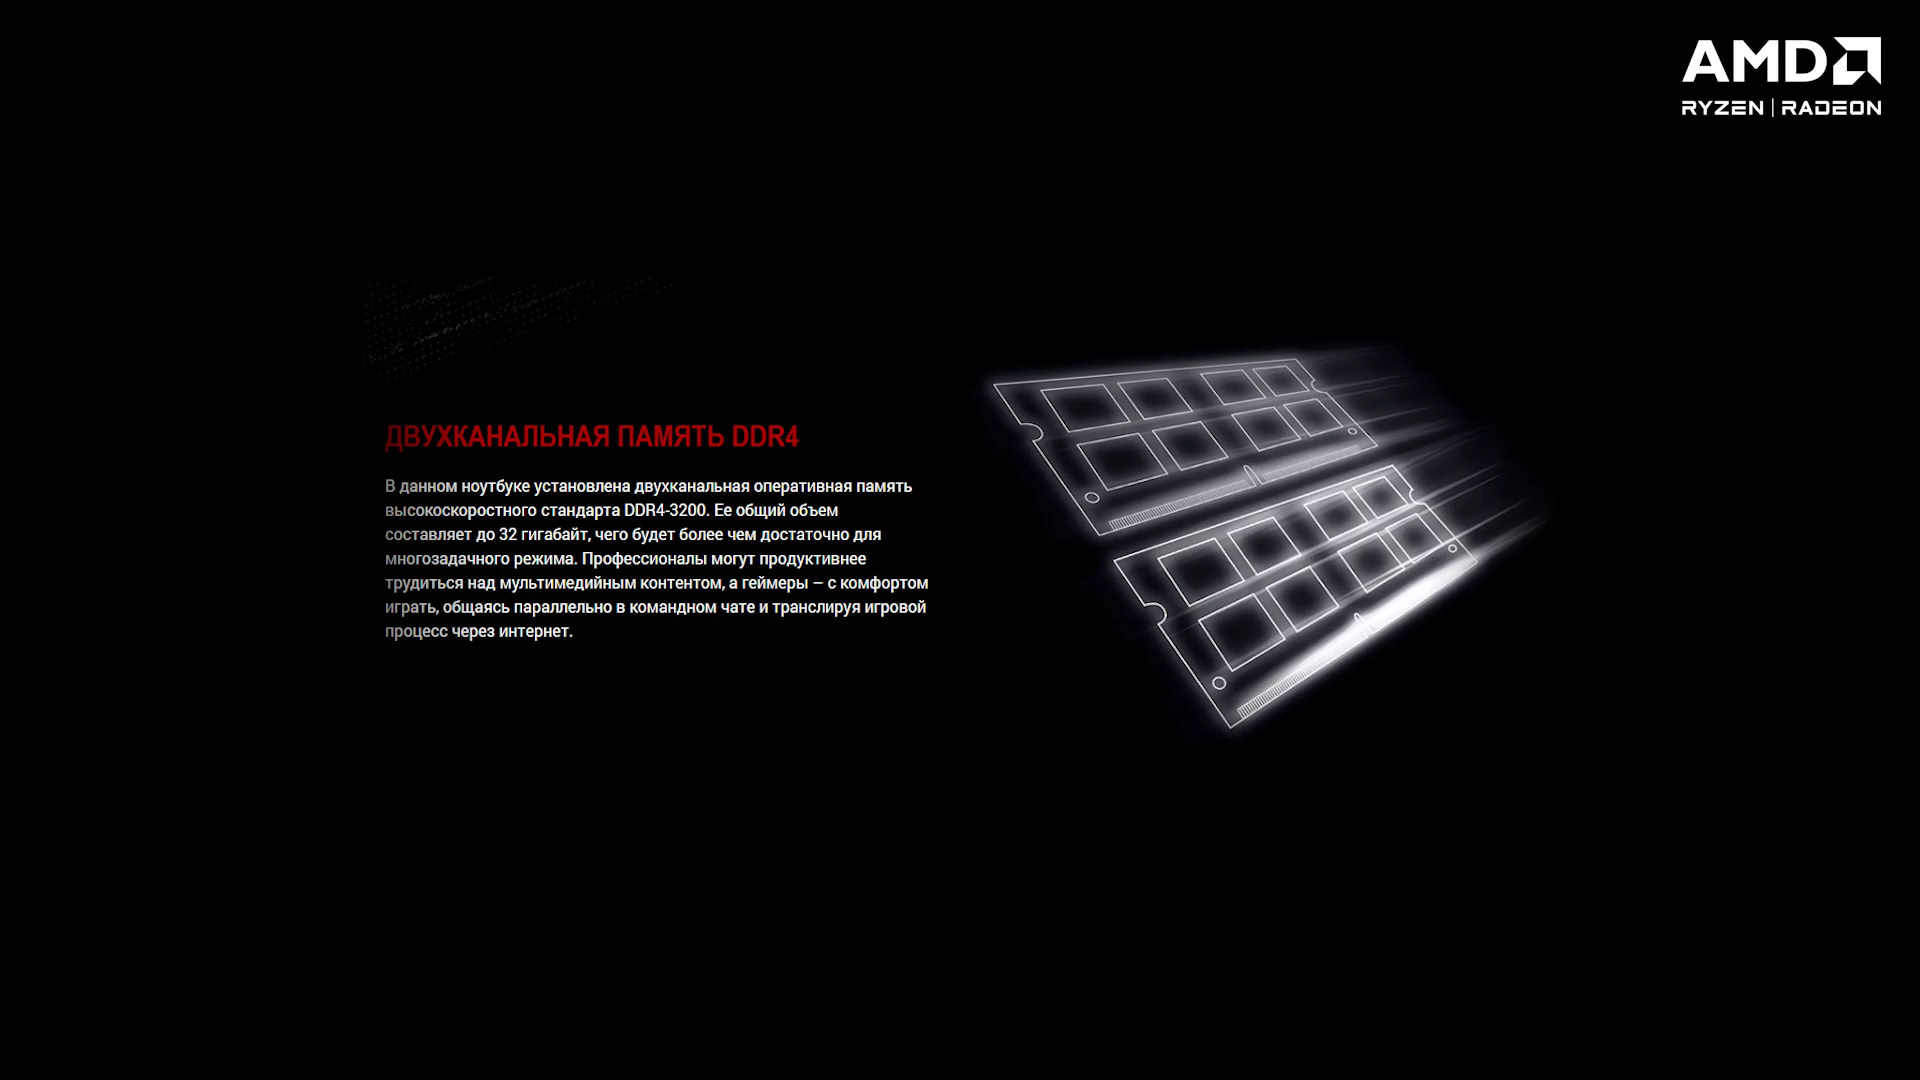 AMD
RYZEN | RADEON
ДВУХКАНАЛЬНАЯ ПАМЯТЬ DDR4
В данном ноутбуке установлена двухканальная оперативная память
высокоскоростного стандарта DDR4-3200. Ее общий объем
составляет до 32 гигабайт, чего будет более чем достаточно для
многозадачного режима. Профессионалы могут продуктивнее
трудиться над мультимедийным контентом, а геймеры – с комфортом
играть, общаясь параллельно в командном чате и транслируя игровой
процесс через интернет.